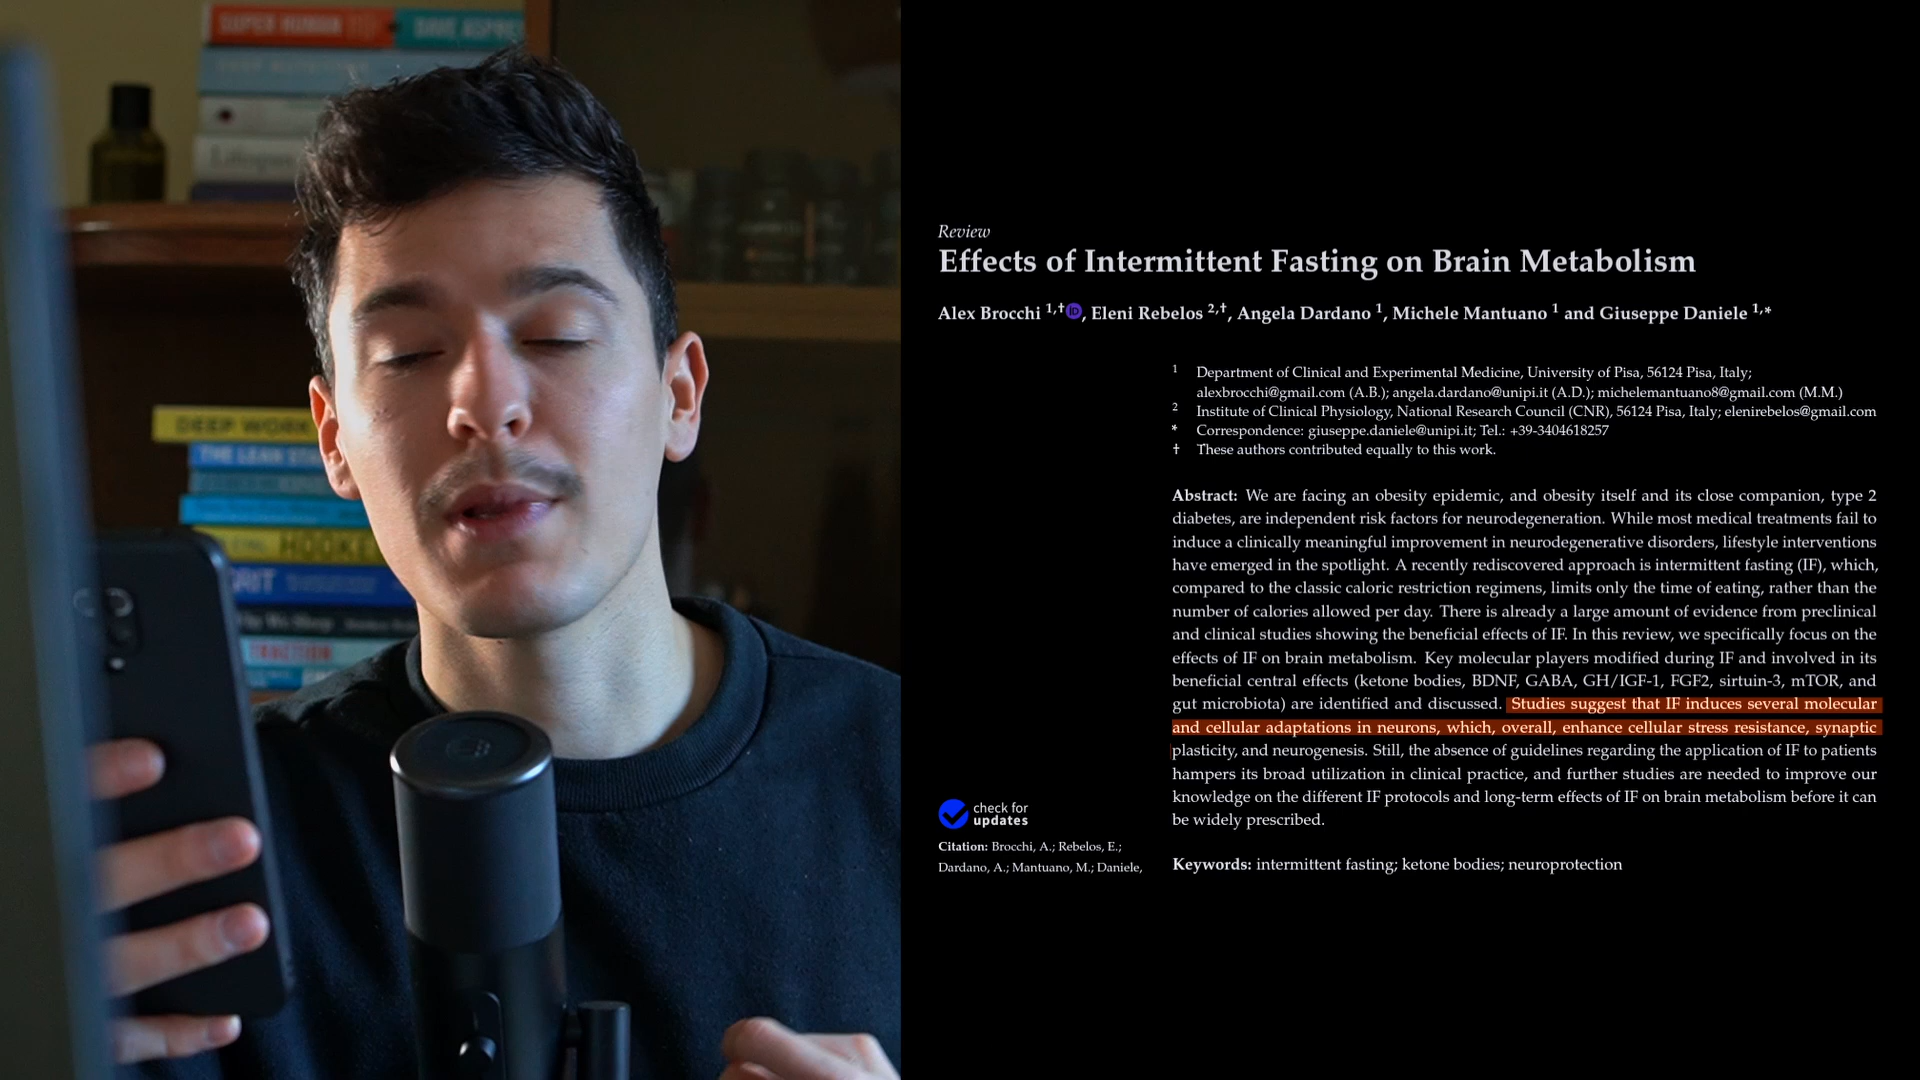 SUPER HUMAN
DAVE ASPREY
Lifespan
DEEP WORK
THE LEAN
HOOKED
GRIT
TRACTION
Review
Effects of Intermittent Fasting on Brain Metabolism
Alex Brocchi 1,†iD, Eleni Rebelos 2,†, Angela Dardano 1, Michele Mantuano 1 and Giuseppe Daniele 1,*
1 Department of Clinical and Experimental Medicine, University of Pisa, 56124 Pisa, Italy;
alexbrocchi@gmail.com (A.B.); angela.dardano@unipi.it (A.D.); michelemantuano8@gmail.com (M.M.)
2 Institute of Clinical Physiology, National Research Council (CNR), 56124 Pisa, Italy; elenirebelos@gmail.com
* Correspondence: giuseppe.daniele@unipi.it; Tel.: +39-3404618257
† These authors contributed equally to this work.
Abstract: We are facing an obesity epidemic, and obesity itself and its close companion, type 2
diabetes, are independent risk factors for neurodegeneration. While most medical treatments fail to
induce a clinically meaningful improvement in neurodegenerative disorders, lifestyle interventions
have emerged in the spotlight. A recently rediscovered approach is intermittent fasting (IF), which,
compared to the classic caloric restriction regimens, limits only the time of eating, rather than the
number of calories allowed per day. There is already a large amount of evidence from preclinical
and clinical studies showing the beneficial effects of IF. In this review, we specifically focus on the
effects of IF on brain metabolism. Key molecular players modified during IF and involved in its
beneficial central effects (ketone bodies, BDNF, GABA, GH/IGF-1, FGF2, sirtuin-3, mTOR, and
gut microbiota) are identified and discussed. Studies suggest that IF induces several molecular
and cellular adaptations in neurons, which, overall, enhance cellular stress resistance, synaptic
plasticity, and neurogenesis. Still, the absence of guidelines regarding the application of IF to patients
hampers its broad utilization in clinical practice, and further studies are needed to improve our
knowledge on the different IF protocols and long-term effects of IF on brain metabolism before it can
be widely prescribed.
Keywords: intermittent fasting; ketone bodies; neuroprotection
check for
updates
Citation: Brocchi, A.; Rebelos, E.;
Dardano, A.; Mantuano, M.; Daniele,